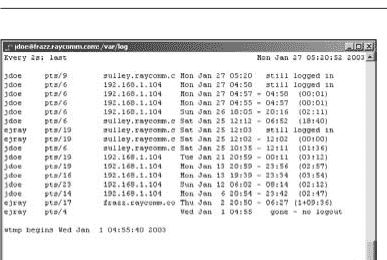 jdoe@frazz.raycomm.com: /var/log
Every 2s: last Mon Jan 27 05:20:52 2003
jdoe pts/9 sulley.raycomm.c Mon Jan 27 05:20 still logged in
jdoe pts/6 192.168.1.104 Mon Jan 27 04:58 still logged in
jdoe pts/6 192.168.1.104 Mon Jan 27 04:57 - 04:58 (00:01)
jdoe pts/6 192.168.1.104 Mon Jan 27 04:55 - 04:57 (00:01)
jdoe pts/6 192.168.1.104 Sun Jan 26 18:05 - 20:16 (02:11)
jdoe pts/6 sulley.raycomm.c Sat Jan 25 12:12 - 06:52 (18:40)
ejray pts/19 sulley.raycomm.c Sat Jan 25 12:03 still logged in
ejray pts/19 sulley.raycomm.c Sat Jan 25 12:02 - 12:02 (00:00)
jdoe pts/6 sulley.raycomm.c Sat Jan 25 10:35 - 12:11 (01:36)
jdoe pts/19 192.168.1.104 Tue Jan 21 20:59 - 00:11 (03:12)
jdoe pts/19 192.168.1.104 Mon Jan 13 20:59 - 23:56 (02:57)
jdoe pts/16 192.168.1.104 Mon Jan 13 19:39 - 23:34 (03:54)
jdoe pts/23 192.168.1.104 Sun Jan 12 06:02 - 08:14 (02:12)
jdoe pts/14 192.168.1.104 Mon Jan 6 20:54 - 23:42 (02:47)
ejray pts/17 frazz.raycomm.co Thu Jan 2 20:50 - 06:27 (1+09:36)
ejray pts/4 Wed Jan 1 04:55 gone - no logout
wtmp begins Wed Jan 1 04:55:40 2003